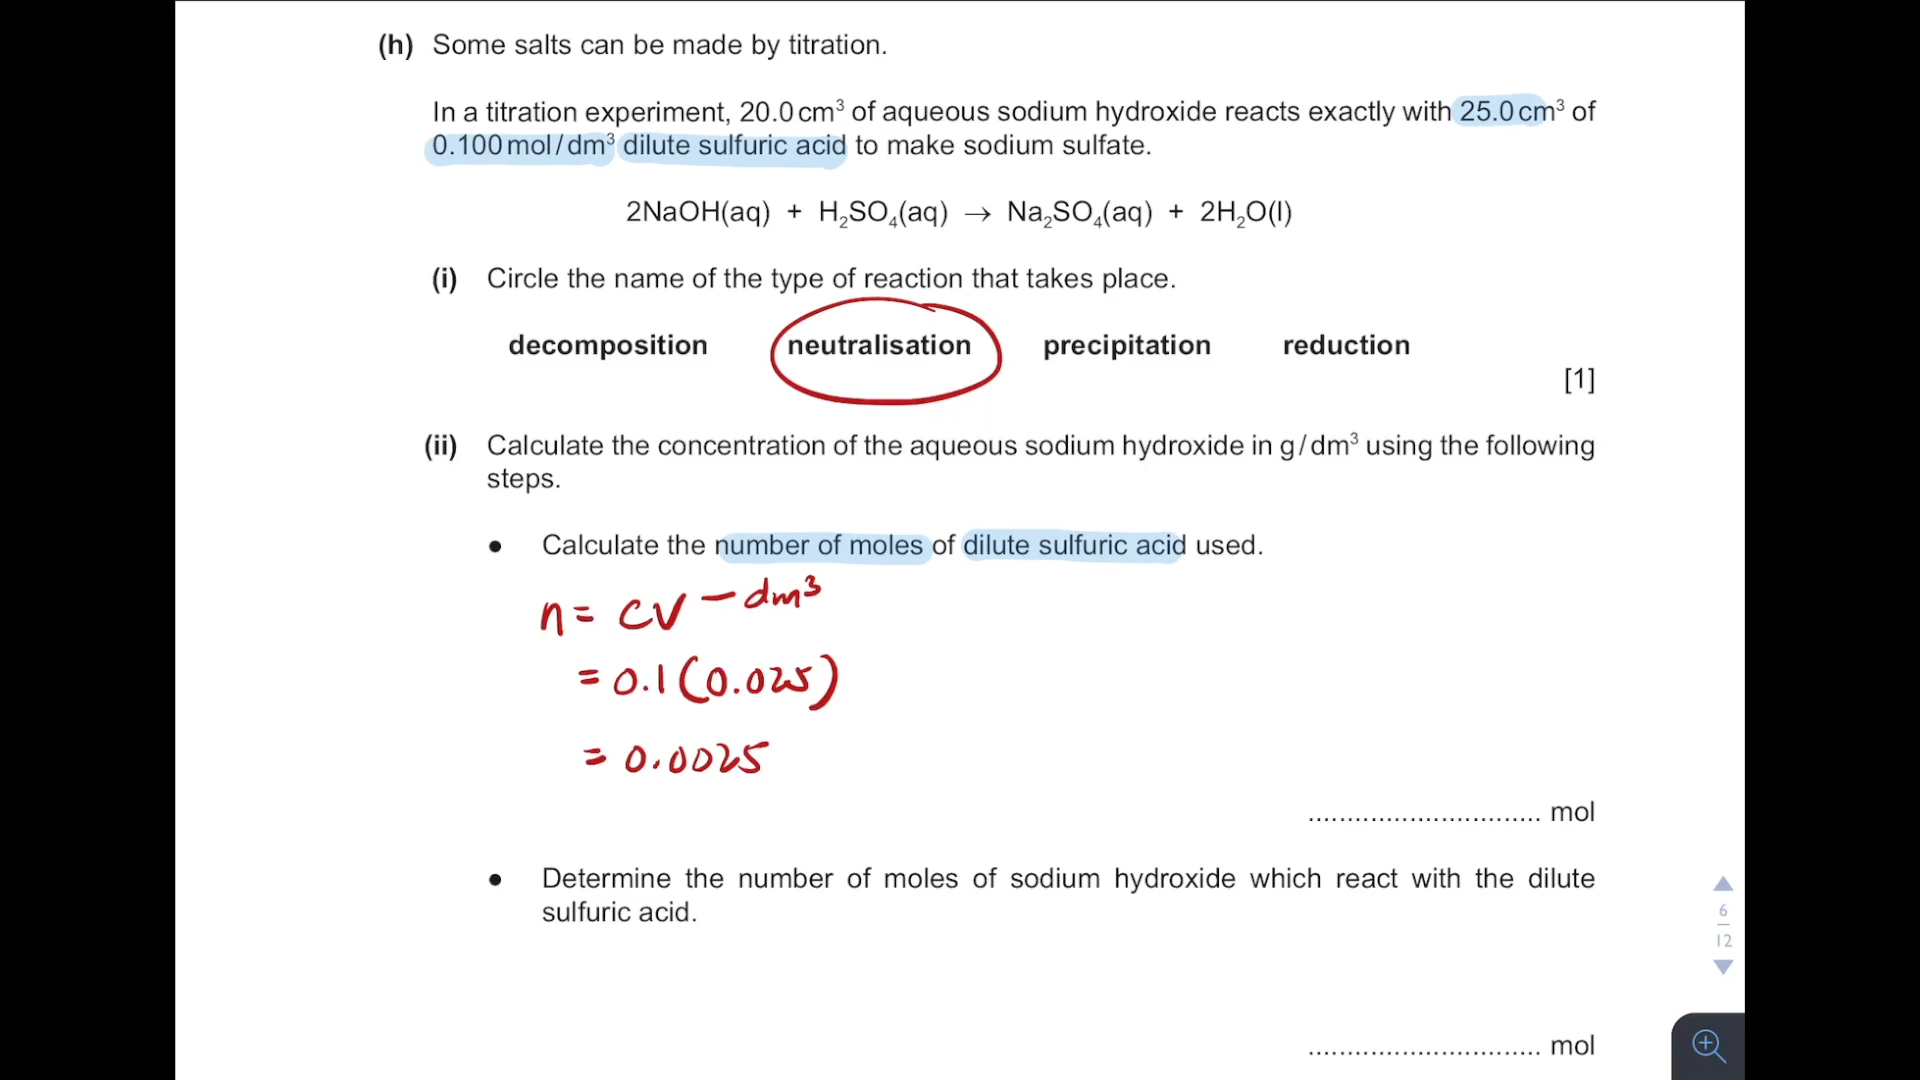 (h) Some salts can be made by titration.
In a titration experiment, 20.0 cm³ of aqueous sodium hydroxide reacts exactly with 25.0 cm³ of
0.100 mol/dm³ dilute sulfuric acid to make sodium sulfate.
2NaOH(aq) + H₂SO₄(aq) → Na₂SO₄(aq) + 2H₂O(l)
(i) Circle the name of the type of reaction that takes place.
decomposition neutralisation precipitation reduction
[1]
(ii) Calculate the concentration of the aqueous sodium hydroxide in g/dm³ using the following
steps.
● Calculate the number of moles of dilute sulfuric acid used.
n = CV – dm³
= 0.1(0.025)
= 0.0025
.............................. mol
● Determine the number of moles of sodium hydroxide which react with the dilute
sulfuric acid.
.............................. mol
6
12